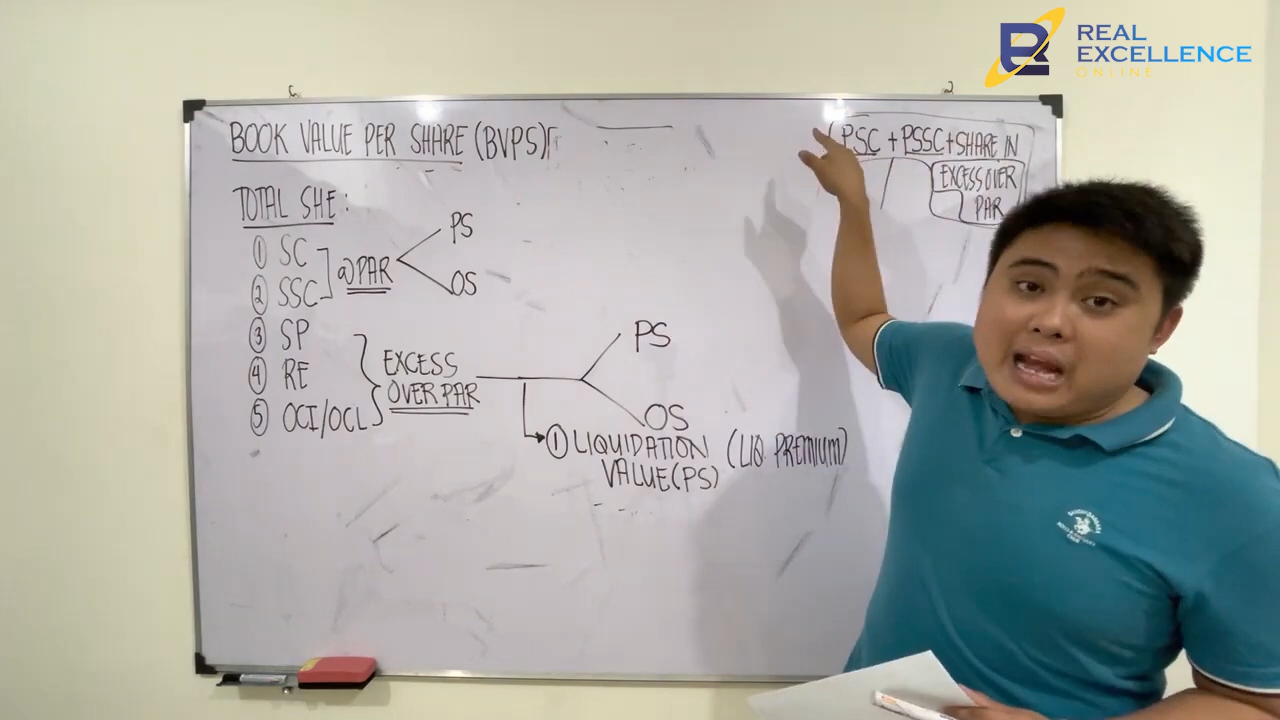 REAL
EXCELLENCE
ONLINE
BOOK VALUE PER SHARE (BVPS)
(PSC + PSSC + SHARE IN
EXCESS OVER
PAR
TOTAL SHE:
① SC
② SSC
@PAR
PS
OS
③ SP
④ RE
⑤ OCI/OCL
EXCESS
OVER PAR
PS
OS
① LIQUIDATION (LIQ PREMIUM)
VALUE (PS)